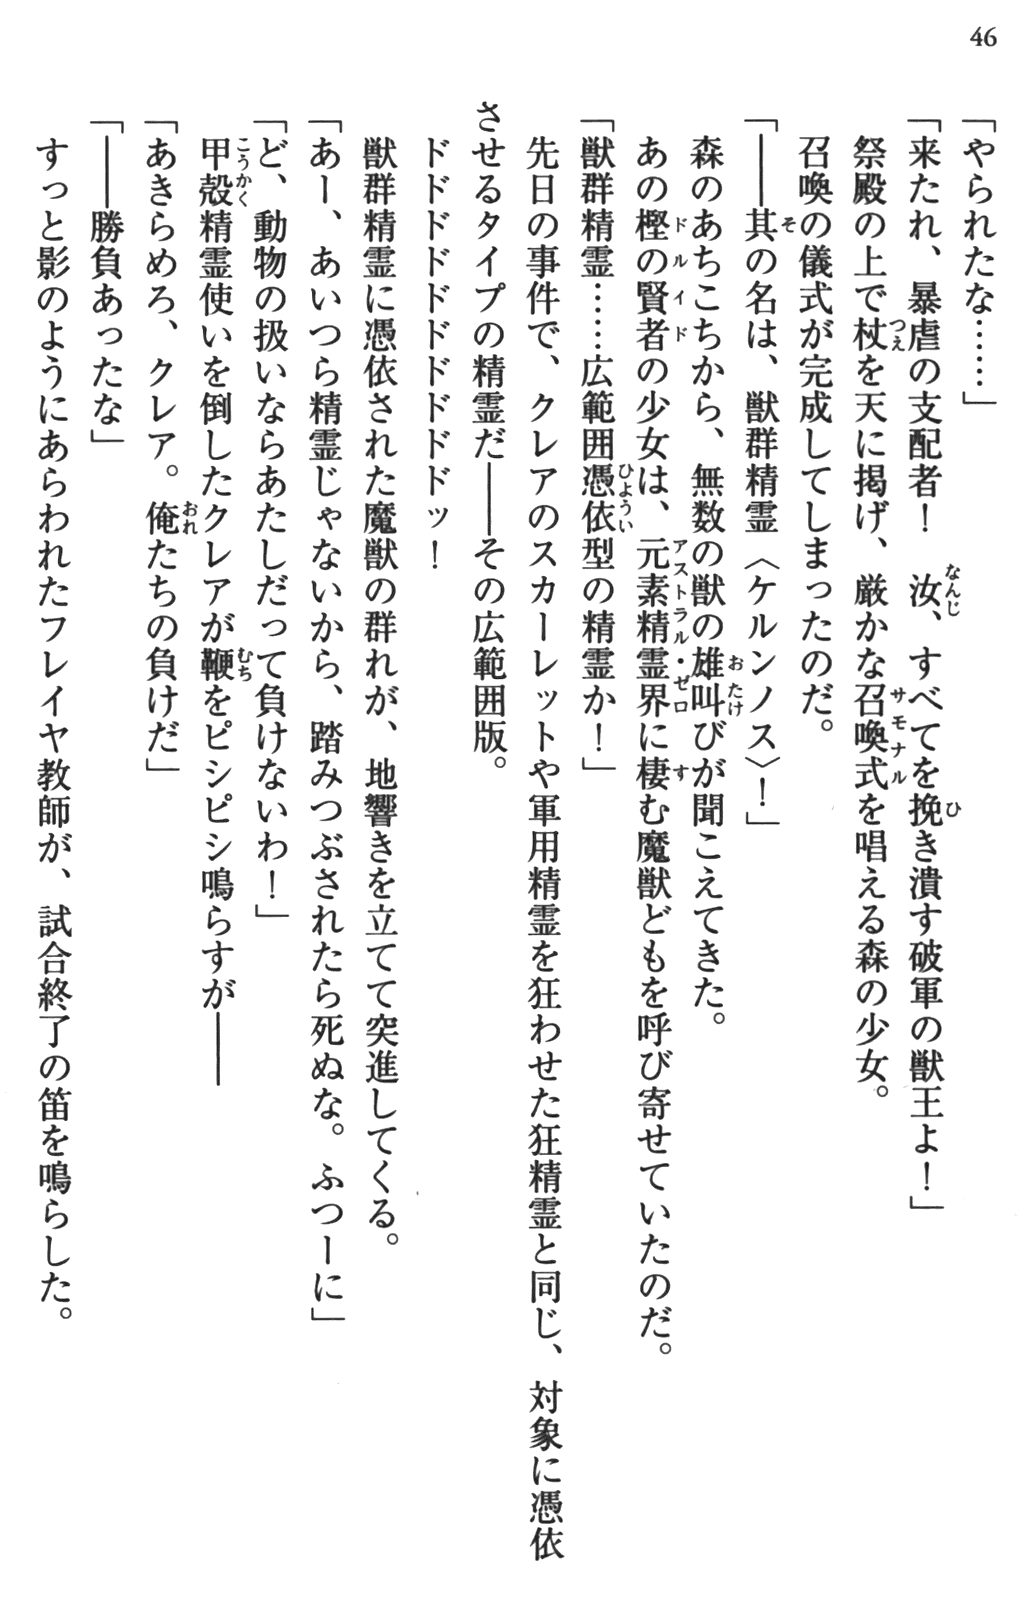 46
「やられたな……」
「来たれ、暴虐の支配者！　汝、すべてを挽き潰す破軍の獣王よ！」
祭殿の上で杖を天に掲げ、厳かな召喚式を唱える森の少女。
召喚の儀式が完成してしまったのだ。
「――其の名は、獣群精霊〈ケルンノス〉！」
森のあちこちから、無数の獣の雄叫びが聞こえてきた。
あの樫の賢者の少女は、元素精霊界に棲む魔獣どもを呼び寄せていたのだ。
「獣群精霊……広範囲憑依型の精霊か！」
先日の事件で、クレアのスカーレットや軍用精霊を狂わせた狂精霊と同じ、対象に憑依
させるタイプの精霊だ――その広範囲版。
ドドドドドドドドドッ！
獣群精霊に憑依された魔獣の群れが、地響きを立てて突進してくる。
「あー、あいつら精霊じゃないから、踏みつぶされたら死ぬな。ふつーに」
「ど、動物の扱いならあたしだって負けないわ！」
甲殻精霊使いを倒したクレアが鞭をピシピシ鳴らすが――
「あきらめろ、クレア。俺たちの負けだ」
「――勝負あったな」
すっと影のようにあらわれたフレイヤ教師が、試合終了の笛を鳴らした。